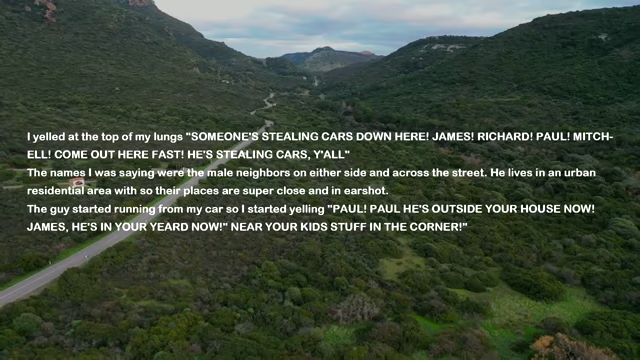 I yelled at the top of my lungs "SOMEONE'S STEALING CARS DOWN HERE! JAMES! RICHARD! PAUL! MITCH-
ELL! COME OUT HERE FAST! HE'S STEALING CARS, Y'ALL"
The names I was saying were the male neighbors on either side and across the street. He lives in an urban
residential area with so their places are super close and in earshot.
The guy started running from my car so I started yelling "PAUL! PAUL HE'S OUTSIDE YOUR HOUSE NOW!
JAMES, HE'S IN YOUR YEARD NOW!" NEAR YOUR KIDS STUFF IN THE CORNER!"